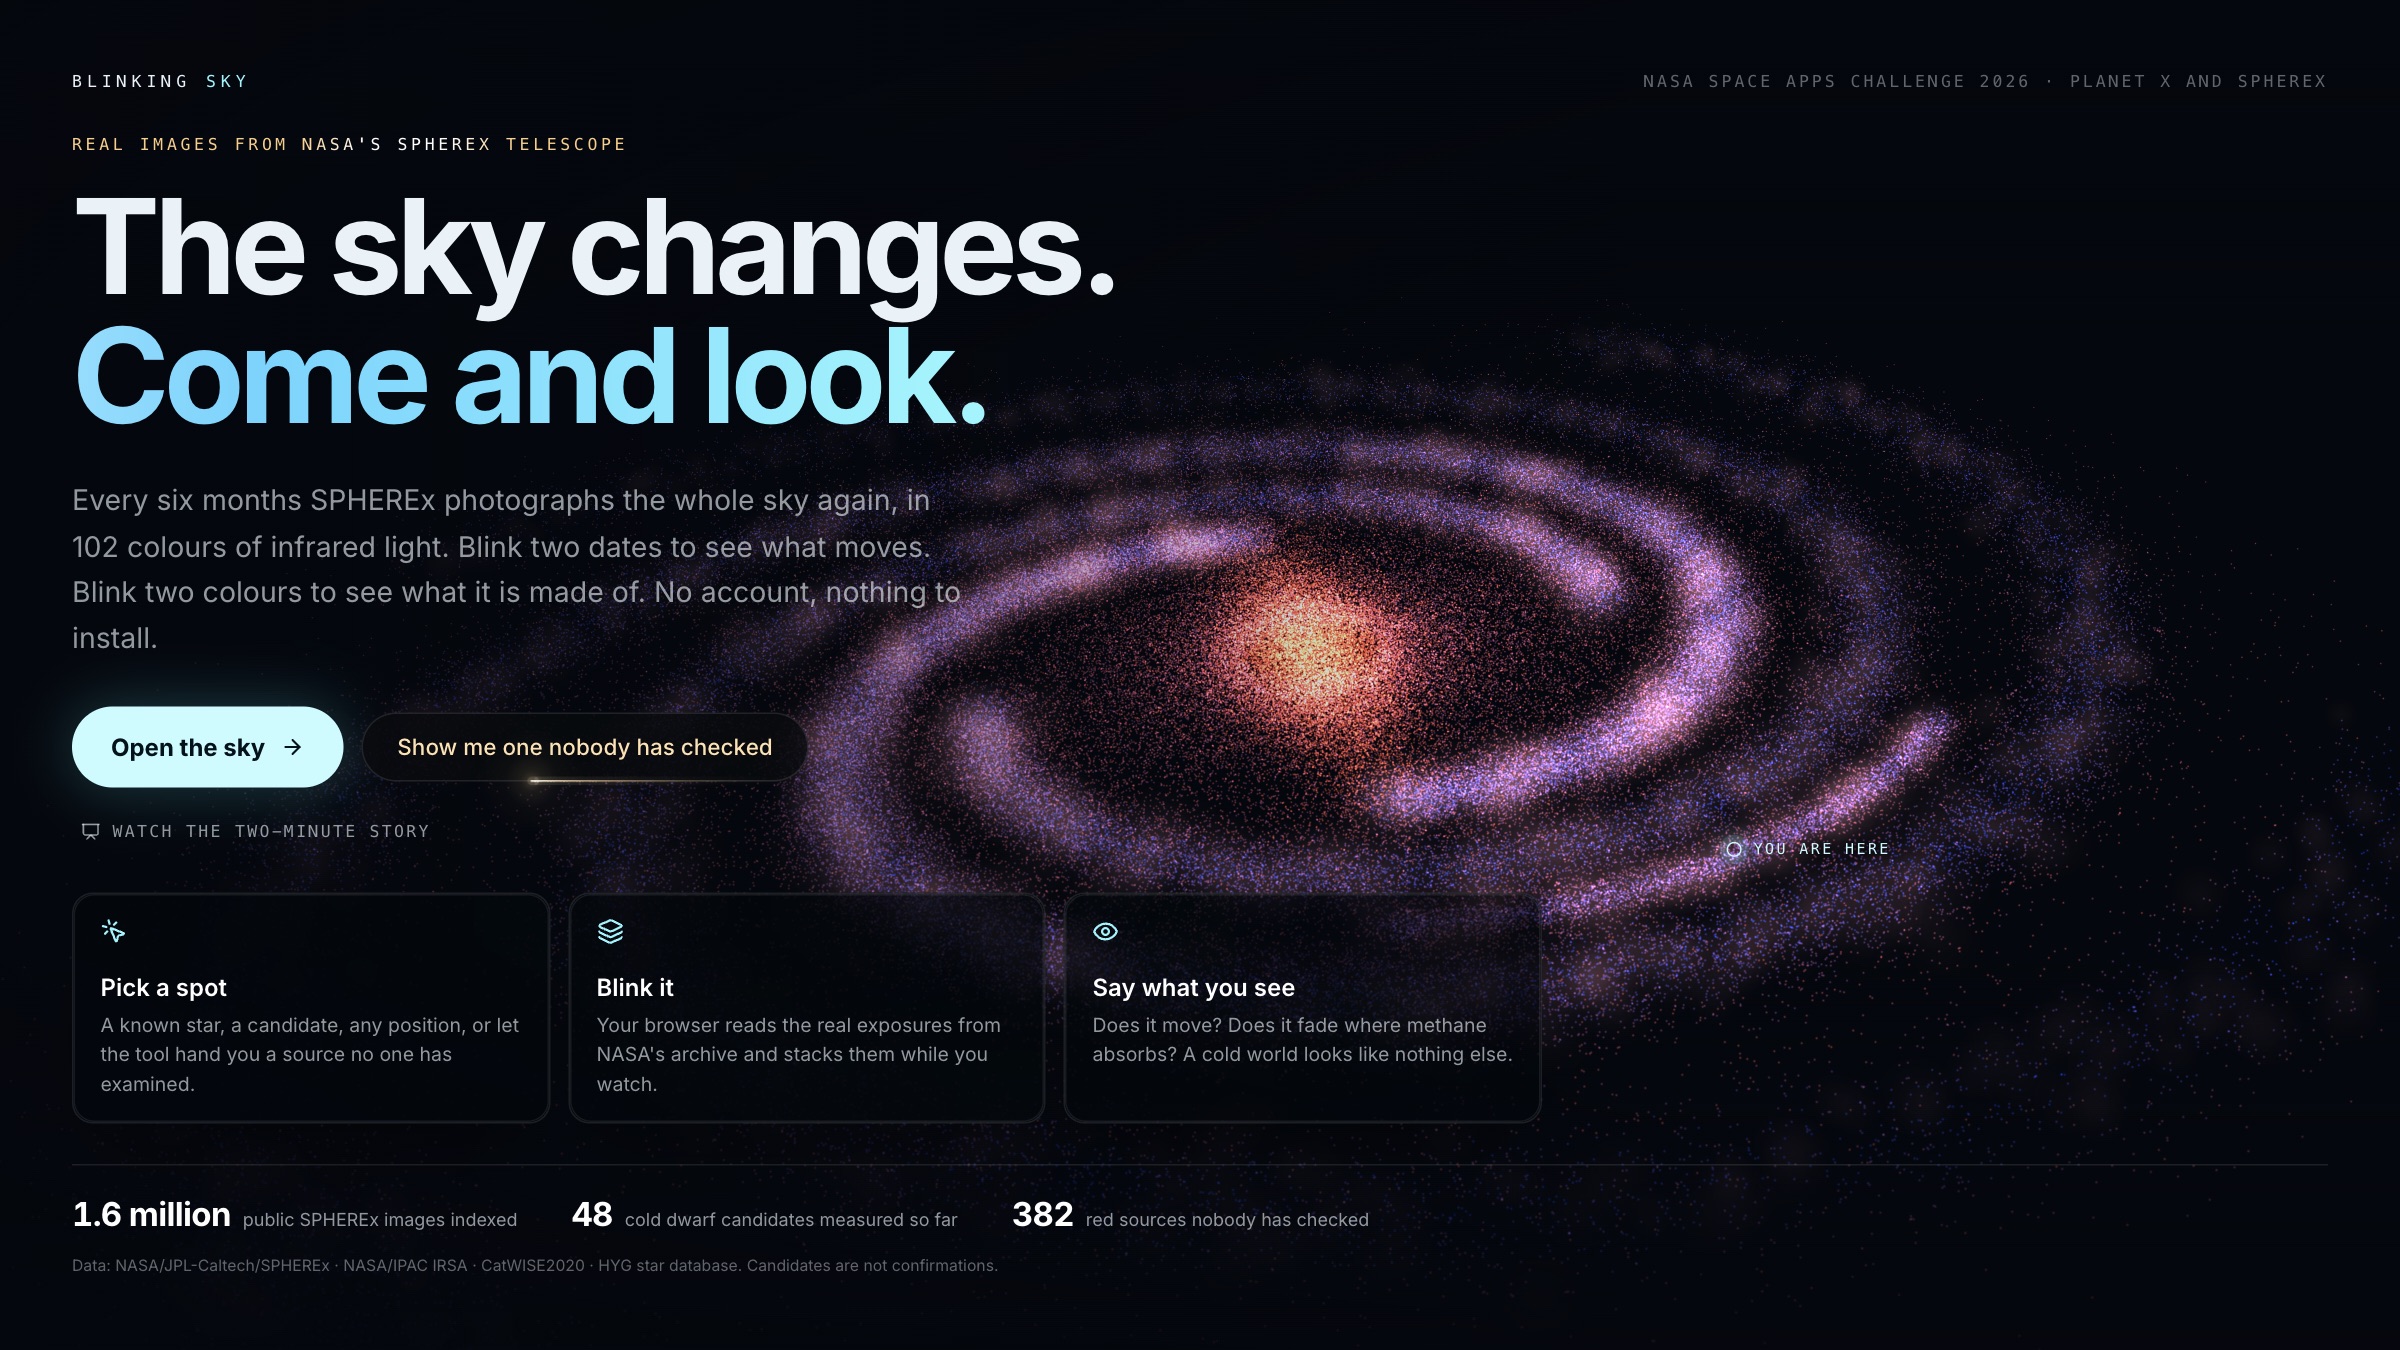 BLINKING SKY
NASA SPACE APPS CHALLENGE 2026 · PLANET X AND SPHEREX
REAL IMAGES FROM NASA'S SPHEREX TELESCOPE
The sky changes.
Come and look.
Every six months SPHEREx photographs the whole sky again, in
102 colours of infrared light. Blink two dates to see what moves.
Blink two colours to see what it is made of. No account, nothing to
install.
Open the sky →
Show me one nobody has checked
WATCH THE TWO-MINUTE STORY
YOU ARE HERE
Pick a spot
A known star, a candidate, any position, or let
the tool hand you a source no one has
examined.
Blink it
Your browser reads the real exposures from
NASA's archive and stacks them while you
watch.
Say what you see
Does it move? Does it fade where methane
absorbs? A cold world looks like nothing else.
1.6 million public SPHEREx images indexed
48 cold dwarf candidates measured so far
382 red sources nobody has checked
Data: NASA/JPL-Caltech/SPHEREx · NASA/IPAC IRSA · CatWISE2020 · HYG star database. Candidates are not confirmations.